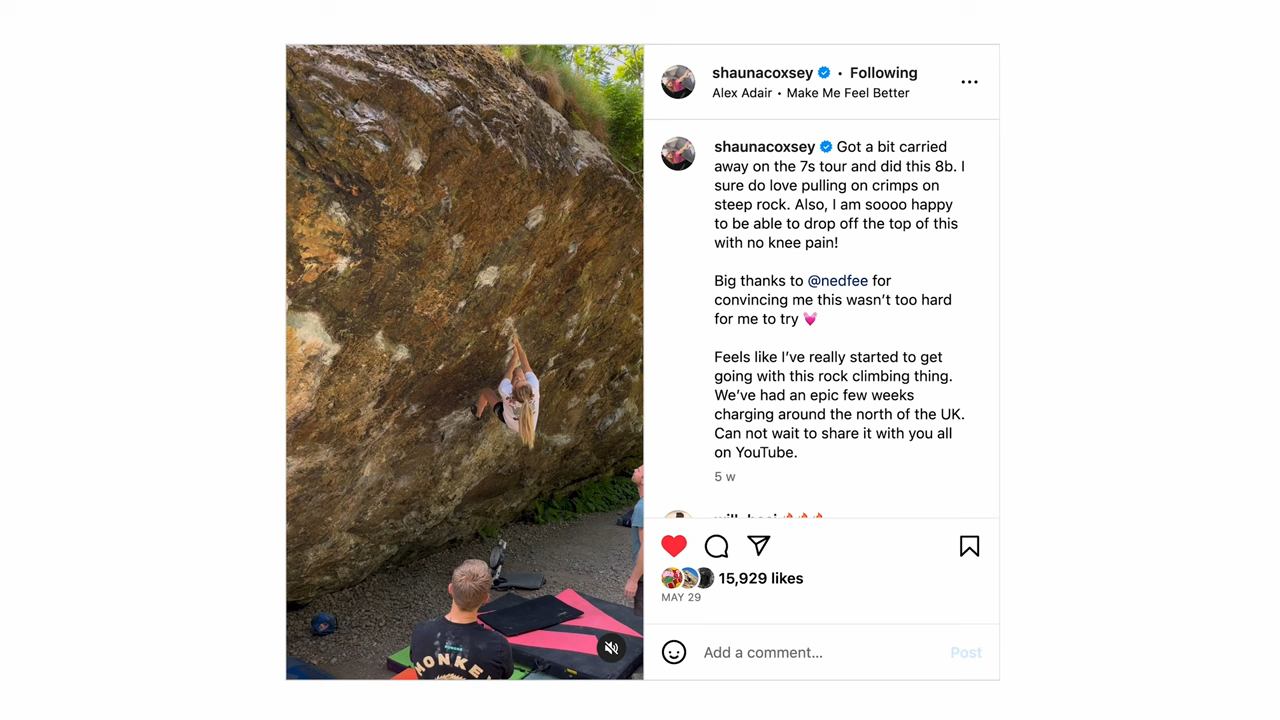 shaunacoxsey • Following
Alex Adair • Make Me Feel Better
shaunacoxsey Got a bit carried
away on the 7s tour and did this 8b. I
sure do love pulling on crimps on
steep rock. Also, I am soooo happy
to be able to drop off the top of this
with no knee pain!
Big thanks to @nedfee for
convincing me this wasn't too hard
for me to try 💓
Feels like I've really started to get
going with this rock climbing thing.
We've had an epic few weeks
charging around the north of the UK.
Can not wait to share it with you all
on YouTube.
5 w
15,929 likes
MAY 29
Add a comment... Post
MONKEY